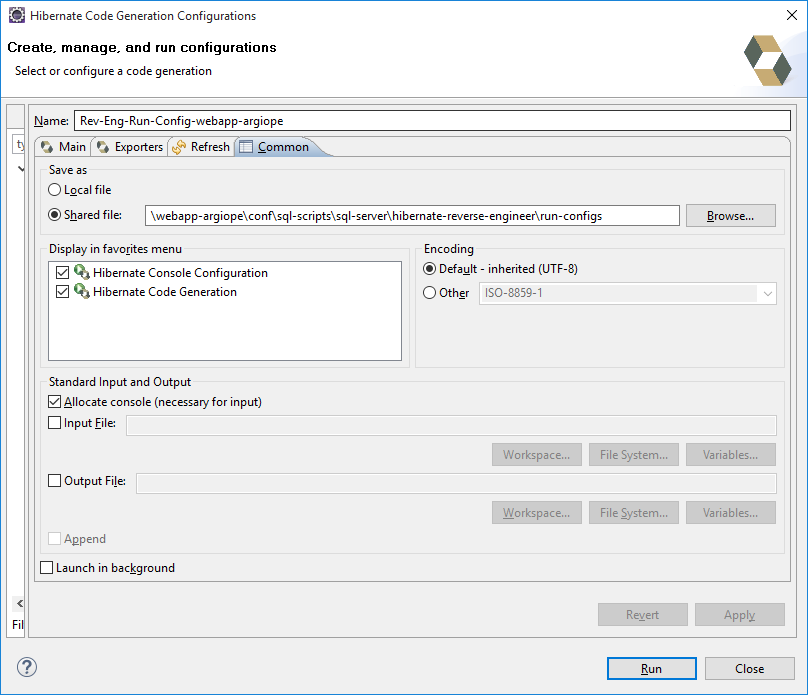 Hibernate Code Generation Configurations
Create, manage, and run configurations
Select or configure a code generation
Name: Rev-Eng-Run-Config-webapp-argiope
ty
Main Exporters Refresh Common
Save as
Local file
Shared file: \webapp-argiope\conf\sql-scripts\sql-server\hibernate-reverse-engineer\run-configs Browse...
Display in favorites menu Encoding
Hibernate Console Configuration Default - inherited (UTF-8)
Hibernate Code Generation Other ISO-8859-1
Standard Input and Output
Allocate console (necessary for input)
Input File:
Workspace... File System... Variables...
Output File:
Workspace... File System... Variables...
Append
Launch in background
Fil
Revert Apply
? Run Close